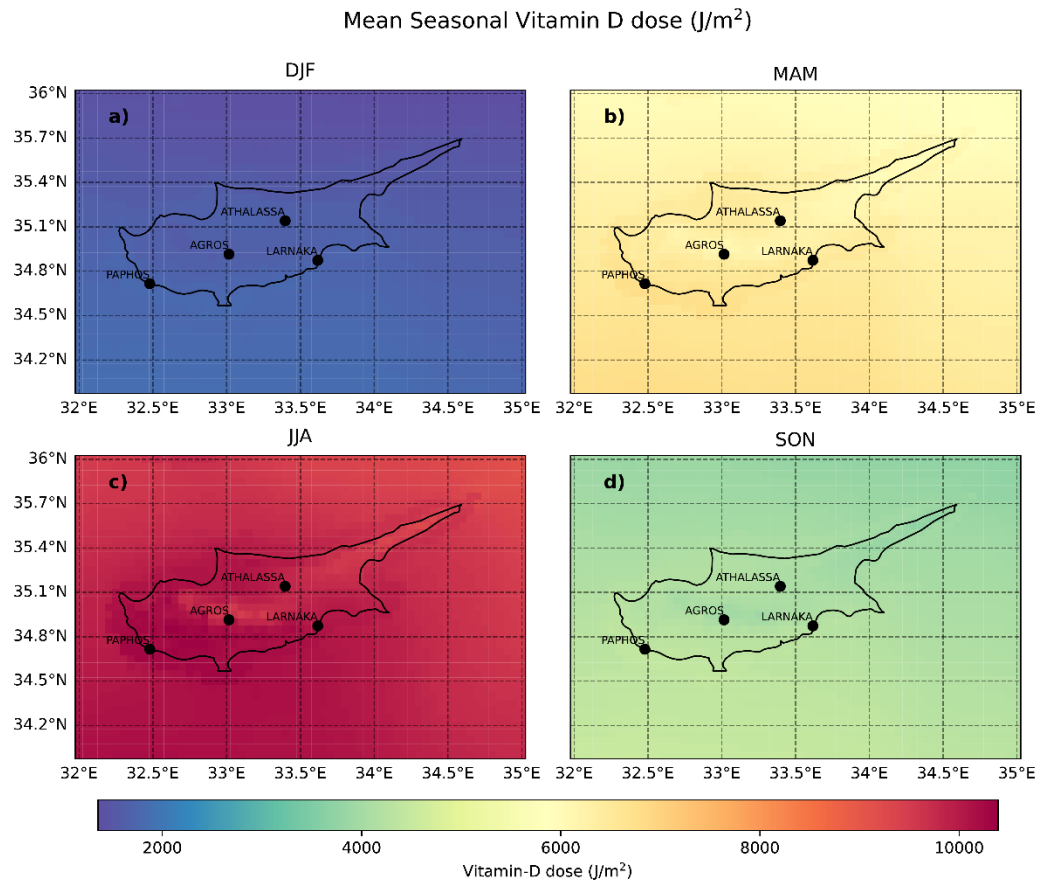 Mean Seasonal Vitamin D dose (J/m²)
DJF
MAM
a)
b)
36°N
35.7°N
35.4°N
35.1°N
34.8°N
34.5°N
34.2°N
ATHALASSA
AGROS
LARNAKA
PAPHOS
ATHALASSA
AGROS
LARNAKA
PAPHOS
32°E 32.5°E 33°E 33.5°E 34°E 34.5°E 35°E
32°E 32.5°E 33°E 33.5°E 34°E 34.5°E 35°E
JJA
SON
c)
d)
36°N
35.7°N
35.4°N
35.1°N
34.8°N
34.5°N
34.2°N
ATHALASSA
AGROS
LARNAKA
PAPHOS
ATHALASSA
AGROS
LARNAKA
PAPHOS
32°E 32.5°E 33°E 33.5°E 34°E 34.5°E 35°E
32°E 32.5°E 33°E 33.5°E 34°E 34.5°E 35°E
2000 4000 6000 8000 10000
Vitamin-D dose (J/m²)